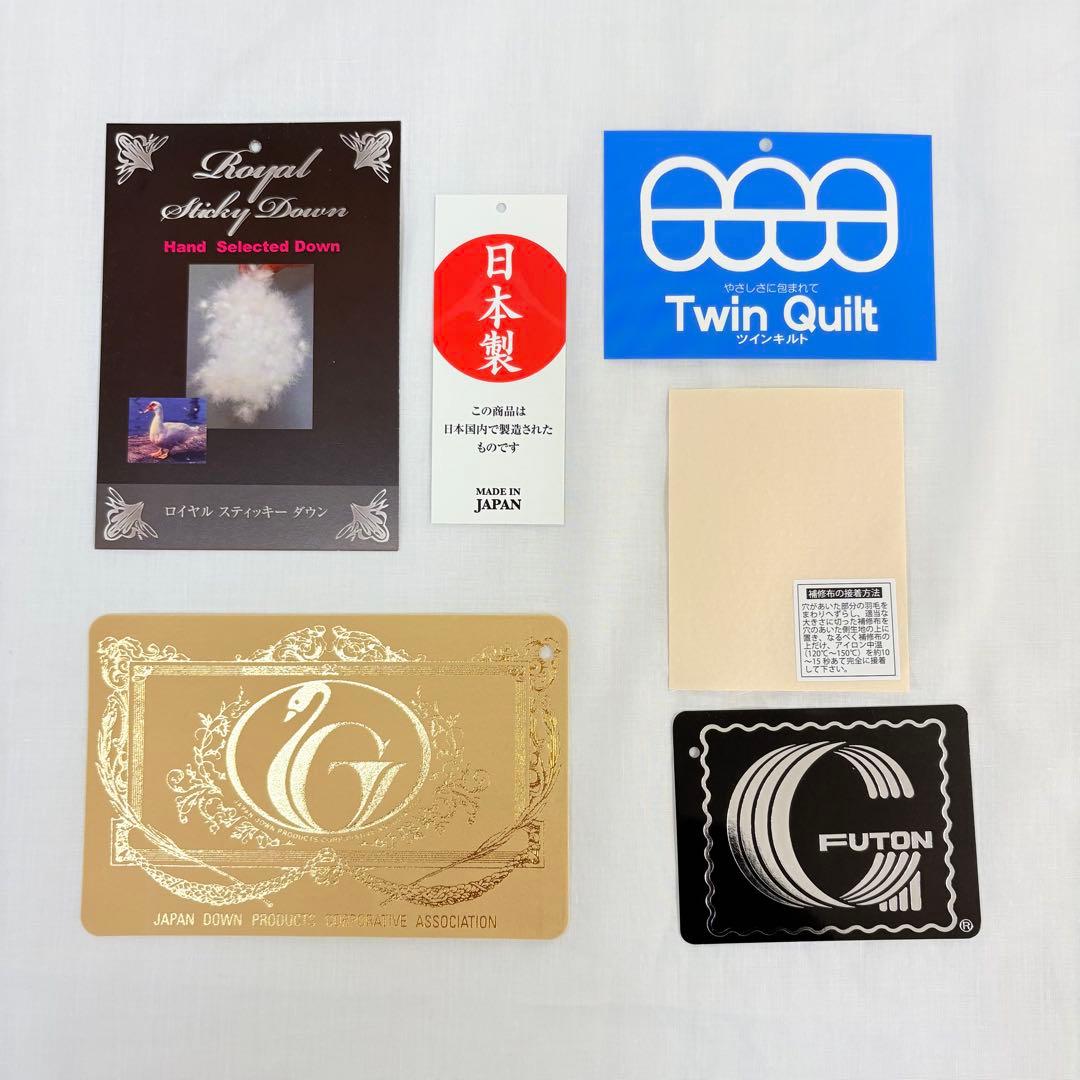 Royal
Sticky Down
Hand Selected Down
ロイヤル スティッキー ダウン
日本製
この商品は
日本国内で製造された
ものです
MADE IN
JAPAN
やさしさに包まれて
Twin Quilt
ツインキルト
補修布の接着方法
穴があいた部分の羽毛を
まわりへずらし、適当な
大きさに切った補修布を
穴のあいた側生地の上に
置き、なるべく補修布の
上だけ、アイロン中温
(120℃〜150℃)を約10
〜15秒あて完全に接着
して下さい。
G
JAPAN DOWN PRODUCTS
JAPAN DOWN PRODUCTS CORPORATIVE ASSOCIATION
G
FUTON
®